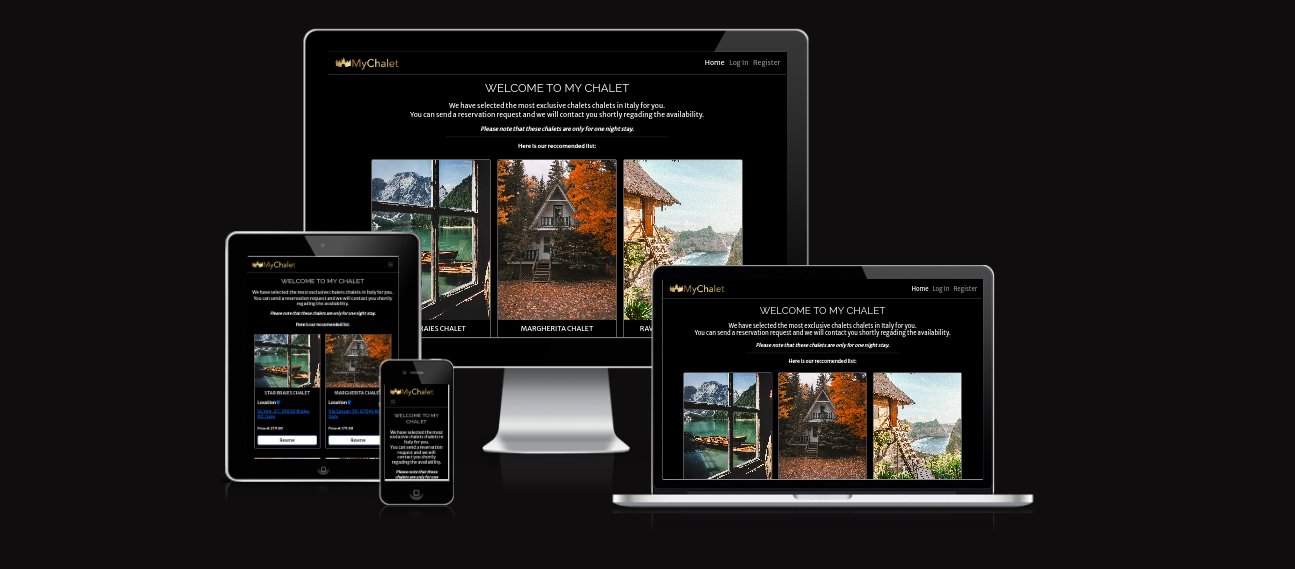 MyChalet
Home Log In Register
WELCOME TO MY CHALET
We have selected the most exclusive chalets chalets in Italy for you.
You can send a reservation request and we will contact you shortly regading the availability.
Please note that these chalets are only for one night stay.
Here is our reccomended list:
RAIES CHALET
MARGHERITA CHALET
RAV
MyChalet
WELCOME TO MY CHALET
We have selected the most exclusive chalets chalets in Italy for you.
You can send a reservation request and we will contact you shortly
regading the availability.
Please note that these chalets are only for one night stay.
Here is our reccomended list:
STAR BRAIES CHALET
MARGHERITA CHALE
Location
Location
Reserve
Reserve
MyChalet
WELCOME TO MY
CHALET
We have selected the most
exclusive chalets chalets in
Italy for you.
You can send a reservation
request and we will
contact you shortly
regading the availability.
Please note that these
chalets are only for one
MyChalet
Home Log In Register
WELCOME TO MY CHALET
We have selected the most exclusive chalets chalets in Italy for you.
You can send a reservation request and we will contact you shortly regading the availability.
Please note that these chalets are only for one night stay.
Here is our reccomended list: